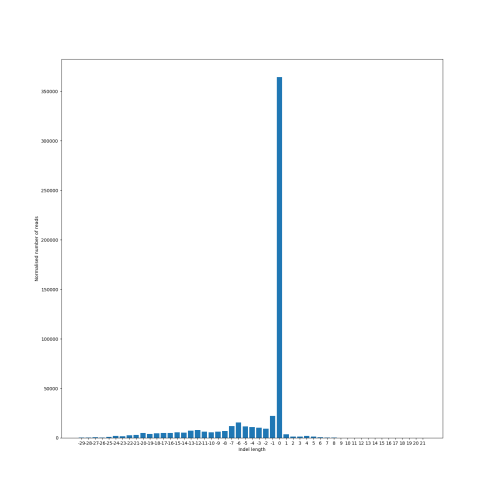 350000
300000
250000
200000
150000
100000
50000
0
Normalised number of reads
-29-28-27-26-25-24-23-22-21-20-19-18-17-16-15-14-13-12-11-10 -9 -8 -7 -6 -5 -4 -3 -2 -1 0 1 2 3 4 5 6 7 8 9 10 11 12 13 14 15 16 17 18 19 20 21
indel length